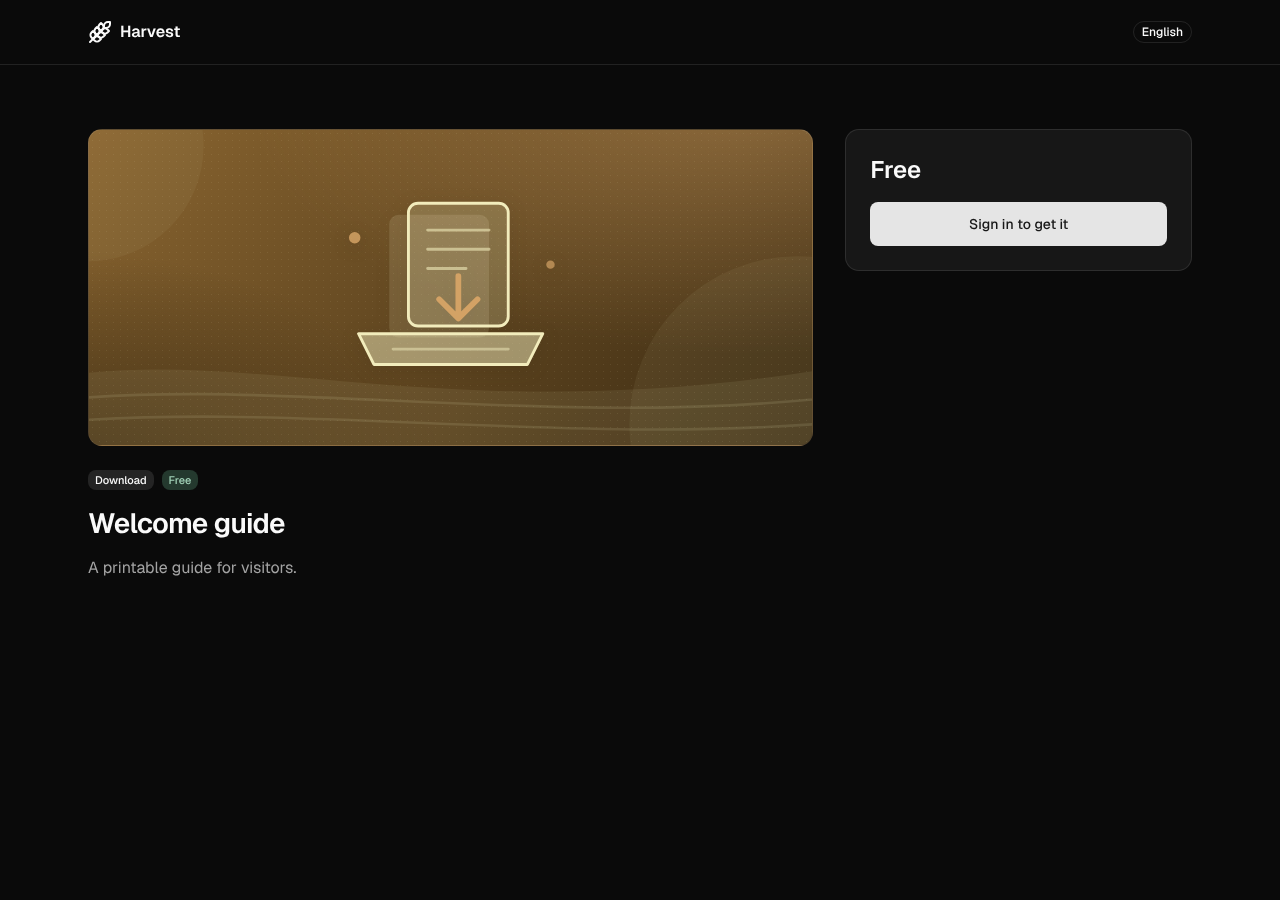 Harvest
English
Free
Sign in to get it
Download
Free
Welcome guide
A printable guide for visitors.